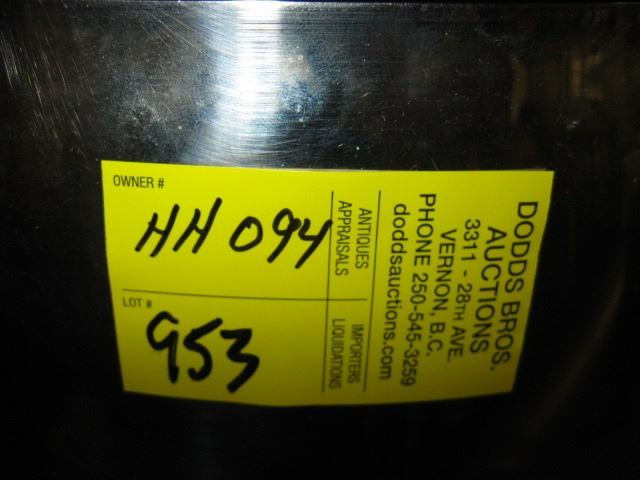 OWNER #
HH 094
LOT #
953
ANTIQUES
APPRAISALS
IMPORTERS
LIQUIDATIONS
DODDS BROS.
AUCTIONS
3311 - 28TH AVE.
VERNON, B.C.
PHONE 250-545-3259
doddsauctions.com